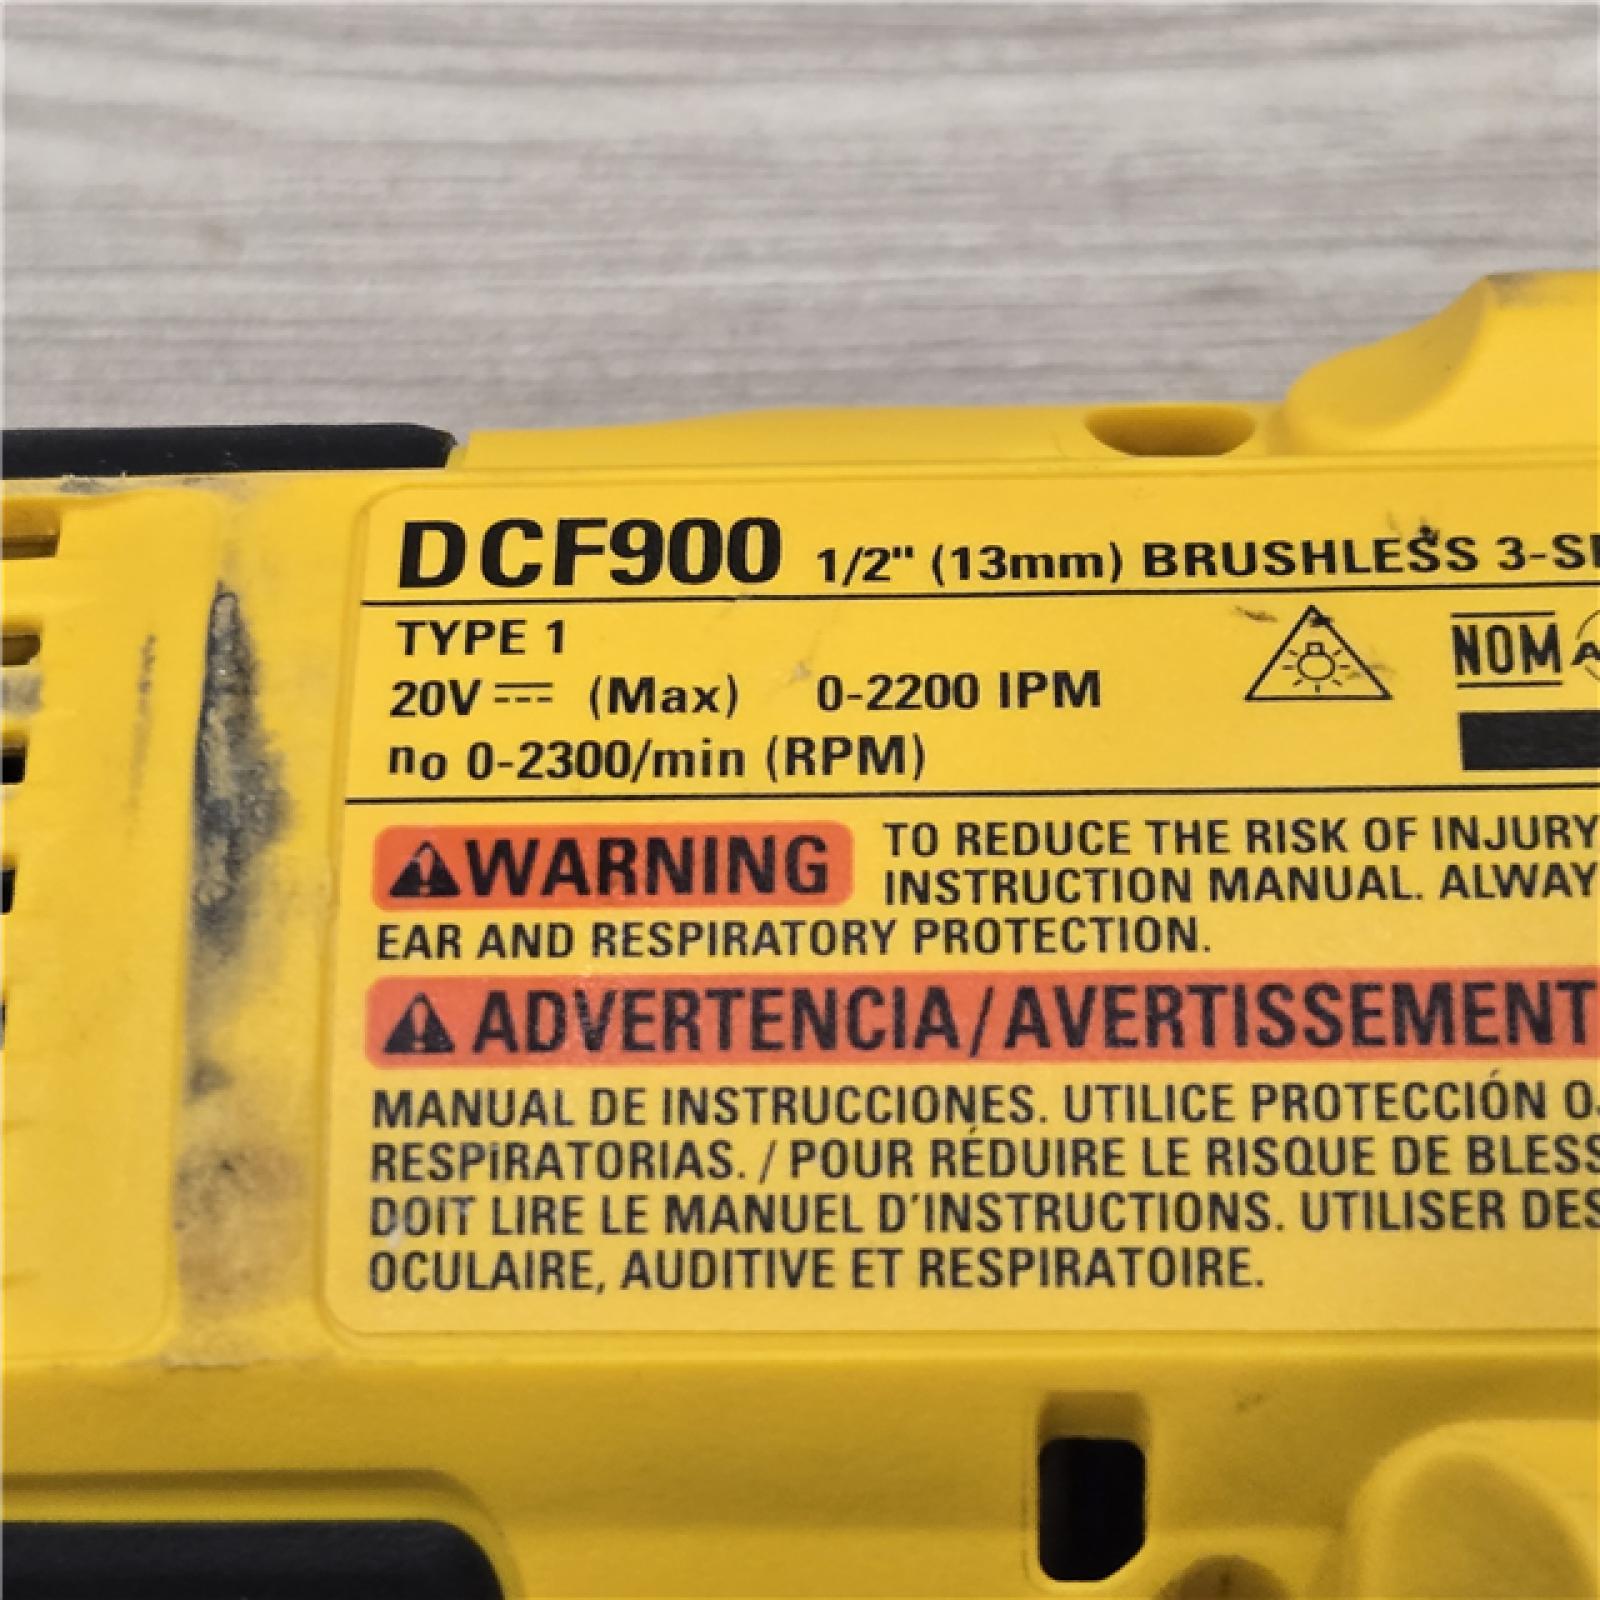 DCF900 1/2" (13mm) BRUSHLESS
TYPE 1
20V (Max) 0-2200 IPM
NOM
no 0-2300/min (RPM)
WARNING TO REDUCE THE RISK OF INJURY
INSTRUCTION MANUAL. ALWAY
EAR AND RESPIRATORY PROTECTION.
ADVERTENCIA/AVERTISSEMENT
MANUAL DE INSTRUCCIONES. UTILICE PROTECCIÓN
RESPIRATORIAS. / POUR RÉDUIRE LE RISQUE DE BLESS
DOIT LIRE LE MANUEL D'INSTRUCTIONS. UTILISER DES
OCULAIRE, AUDITIVE ET RESPIRATOIRE.